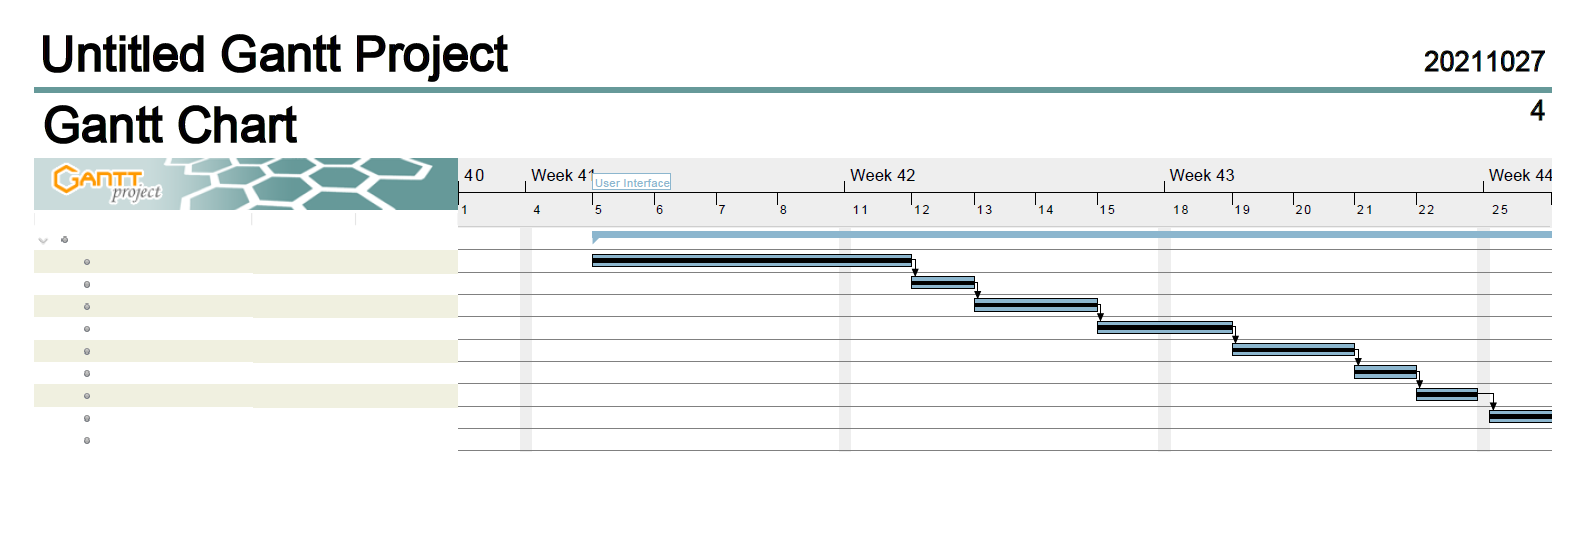 Untitled Gantt Project
20211027
Gantt Chart
4
GANTT
project
40 Week 41 Week 42 Week 43 Week 44
User Interface
1 4 5 6 7 8 11 12 13 14 15 18 19 20 21 22 25